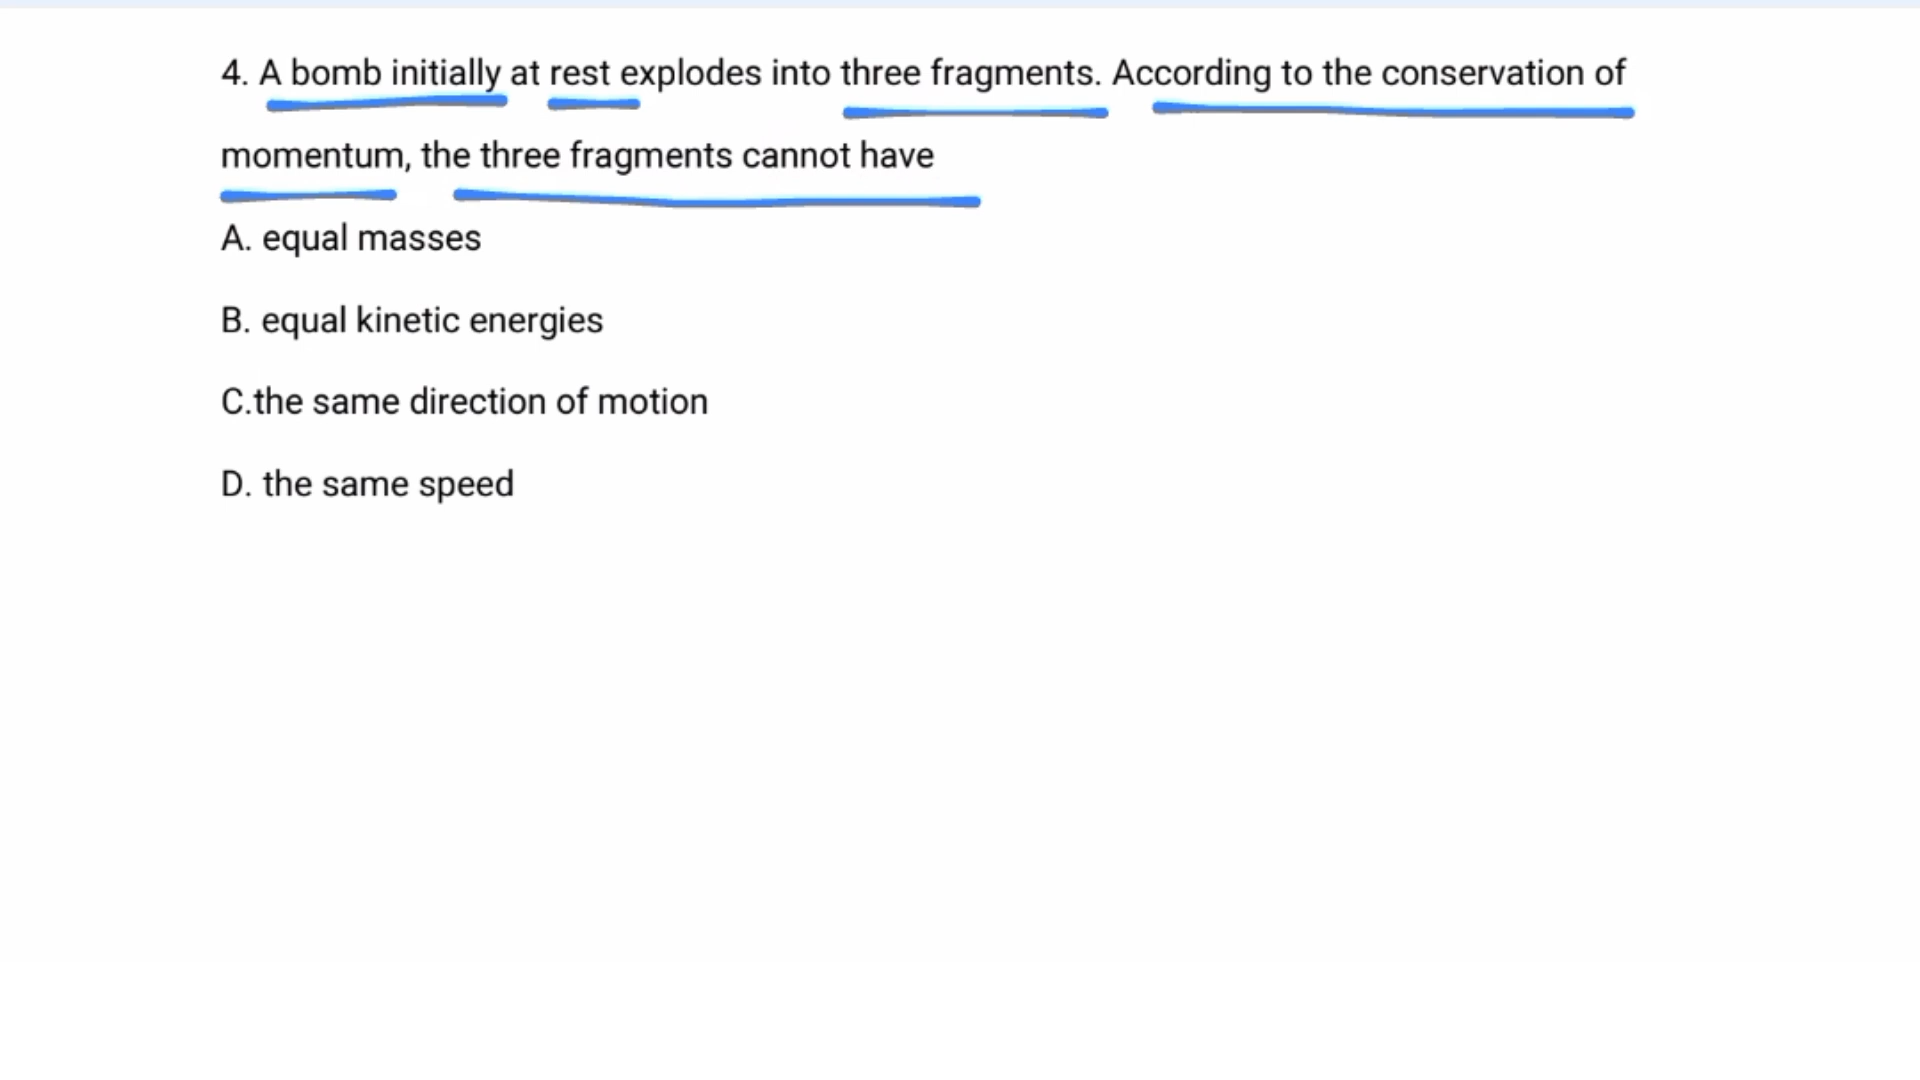 4. A bomb initially at rest explodes into three fragments. According to the conservation of
momentum, the three fragments cannot have
A. equal masses
B. equal kinetic energies
C.the same direction of motion
D. the same speed